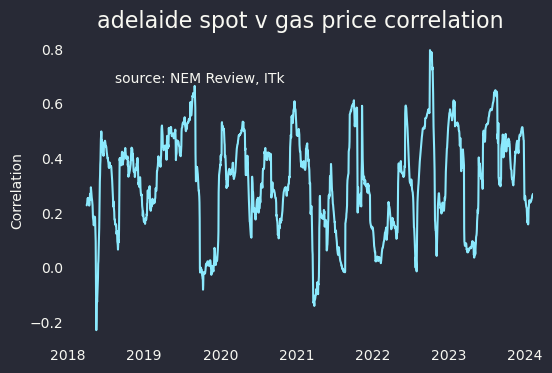 adelaide spot v gas price correlation
source: NEM Review, ITk
Correlation
0.8
0.6
0.4
0.2
0.0
−0.2
2018 2019 2020 2021 2022 2023 2024